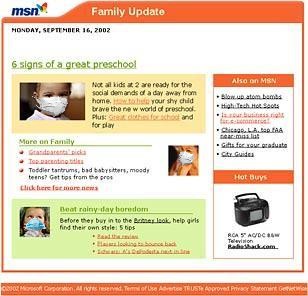 msn
Family Update
MONDAY, SEPTEMBER 16, 2002
6 signs of a great preschool
Not all kids at 2 are ready for the
social demands of a day away from
home. How to help your shy child
brave the ne w world of preschool.
Plus: Great clothes for school and
for play
More on Family
Grandparents' picks
Top parenting titles
Toddler tantrums, bad babysitters, moody
teens? Get tips from the pros
Click here for more news
Beat rainy-day boredom
Before they buy in to the Britney look, help girls
find their own style: 5 tips
Read the review
Players looking to bounce back
Schwarz: A's DePodesta next in line
Also on MSN
Blow up atom bombs
High-Tech Hot Spots
Is your business right
for e-commerce?
Chicago, L.A. top FAA
near-miss list
Gifts for your graduate
City Guides
Hot Buys
RCA 5" AC/DC B&W
Television
RadioShack.com
©2002 Microsoft Corporation. All rights reserved. Terms of Use Advertise TRUSTe Approved Privacy Statement GetNetWise